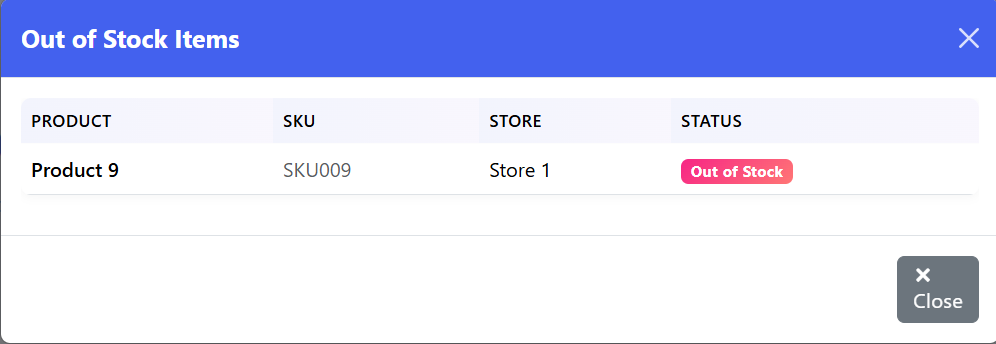 Out of Stock Items
PRODUCT SKU STORE STATUS
Product 9 SKU009 Store 1 Out of Stock
Close